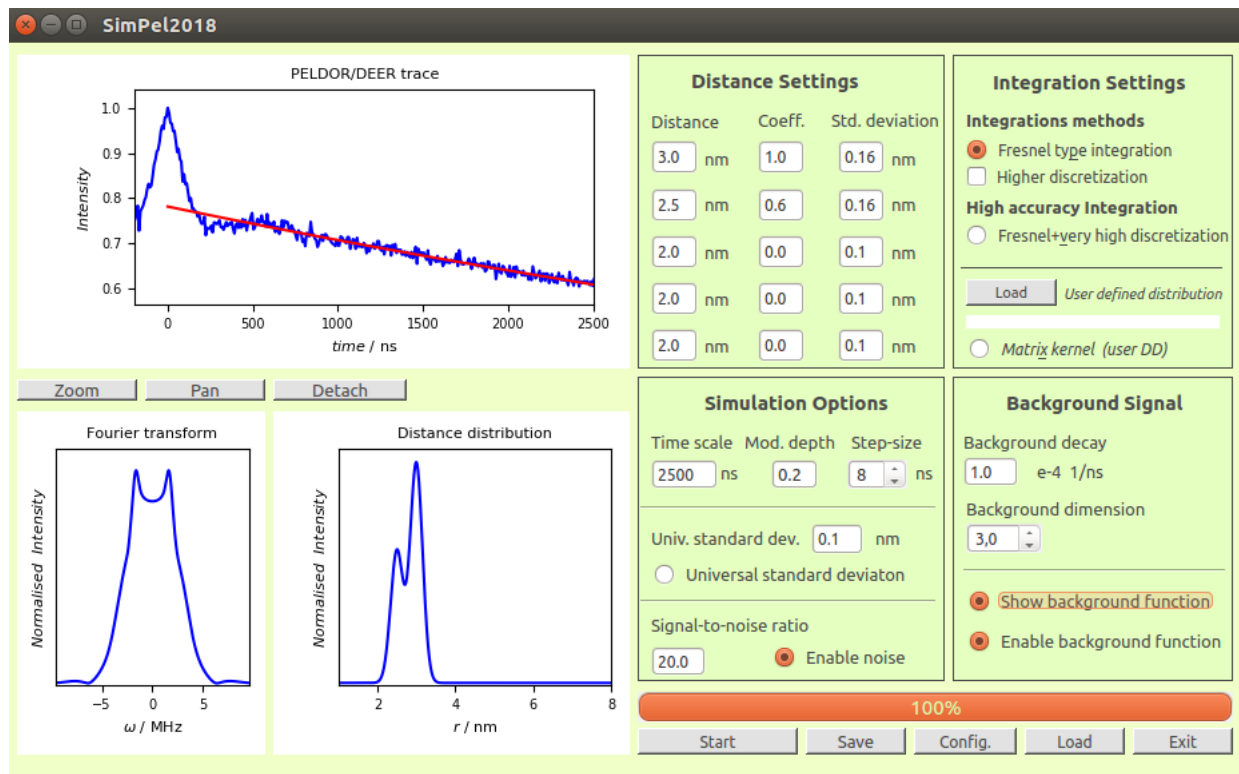 SimPel2018
PELDOR/DEER trace
Intensity
1.0
0.9
0.8
0.7
0.6
0 500 1000 1500 2000 2500
time / ns
Zoom Pan Detach
Fourier transform
Normalised Intensity
−5 0 5
ω / MHz
Distance distribution
Normalised Intensity
2 4 6 8
r / nm
Distance Settings
Distance Coeff. Std. deviation
3.0 nm 1.0 0.16 nm
2.5 nm 0.6 0.16 nm
2.0 nm 0.0 0.1 nm
2.0 nm 0.0 0.1 nm
2.0 nm 0.0 0.1 nm
Integration Settings
Integrations methods
Fresnel type integration
Higher discretization
High accuracy Integration
Fresnel+very high discretization
Load User defined distribution
Matrix kernel (user DD)
Simulation Options
Time scale Mod. depth Step-size
2500 ns 0.2 8 ns
Univ. standard dev. 0.1 nm
Universal standard deviaton
Signal-to-noise ratio
20.0 Enable noise
Background Signal
Background decay
1.0 e-4 1/ns
Background dimension
3,0
Show background function
Enable background function
100%
Start Save Config. Load Exit